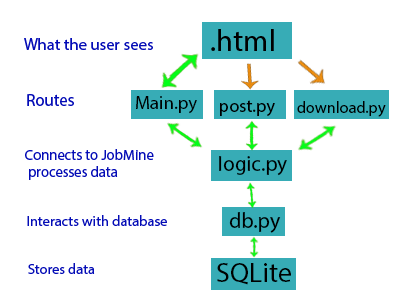 What the user sees
.html
Routes
Main.py
post.py
download.py
Connects to JobMine
processes data
logic.py
Interacts with database
db.py
Stores data
SQLite